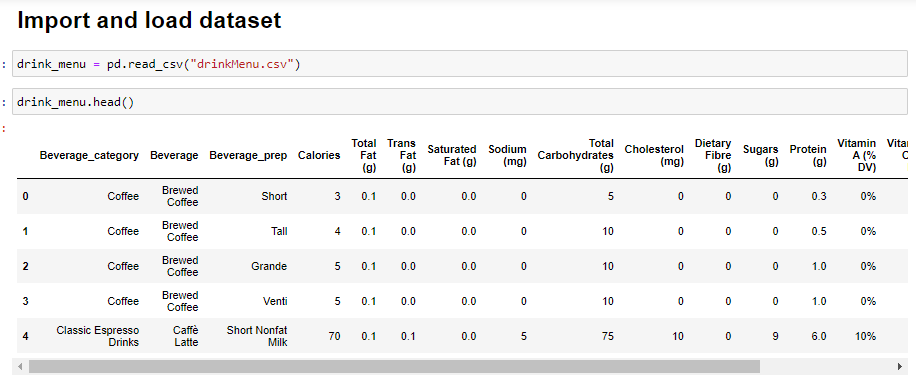 Import and load dataset
: drink_menu = pd.read_csv("drinkMenu.csv")
: drink_menu.head()
:
Beverage_category Beverage Beverage_prep Calories Total Fat (g) Trans Fat (g) Saturated Fat (g) Sodium (mg) Total Carbohydrates (g) Cholesterol (mg) Dietary Fibre (g) Sugars (g) Protein (g) Vitamin A (% DV)
0 Coffee Brewed Coffee Short 3 0.1 0.0 0.0 0 5 0 0 0 0.3 0%
1 Coffee Brewed Coffee Tall 4 0.1 0.0 0.0 0 10 0 0 0 0.5 0%
2 Coffee Brewed Coffee Grande 5 0.1 0.0 0.0 0 10 0 0 0 1.0 0%
3 Coffee Brewed Coffee Venti 5 0.1 0.0 0.0 0 10 0 0 0 1.0 0%
4 Classic Espresso Drinks Caffè Latte Short Nonfat Milk 70 0.1 0.1 0.0 5 75 10 0 9 6.0 10%